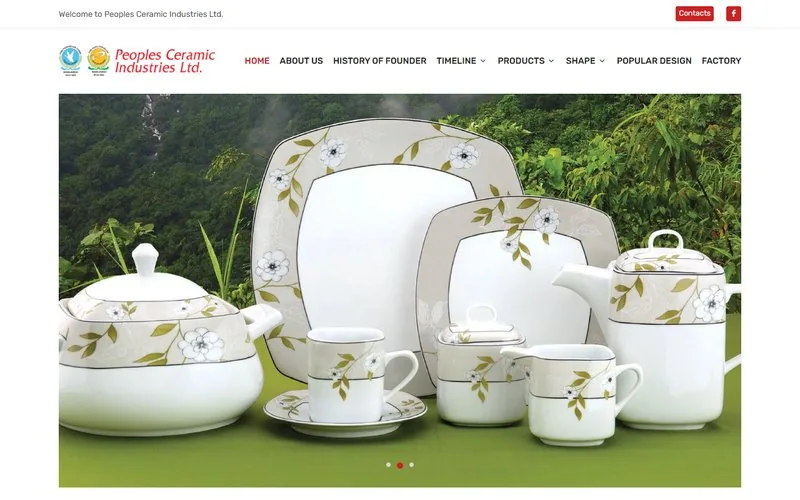 Welcome to Peoples Ceramic Industries Ltd.
Contacts
Peoples Ceramic
Industries Ltd.
HOME ABOUT US HISTORY OF FOUNDER TIMELINE PRODUCTS SHAPE POPULAR DESIGN FACTORY